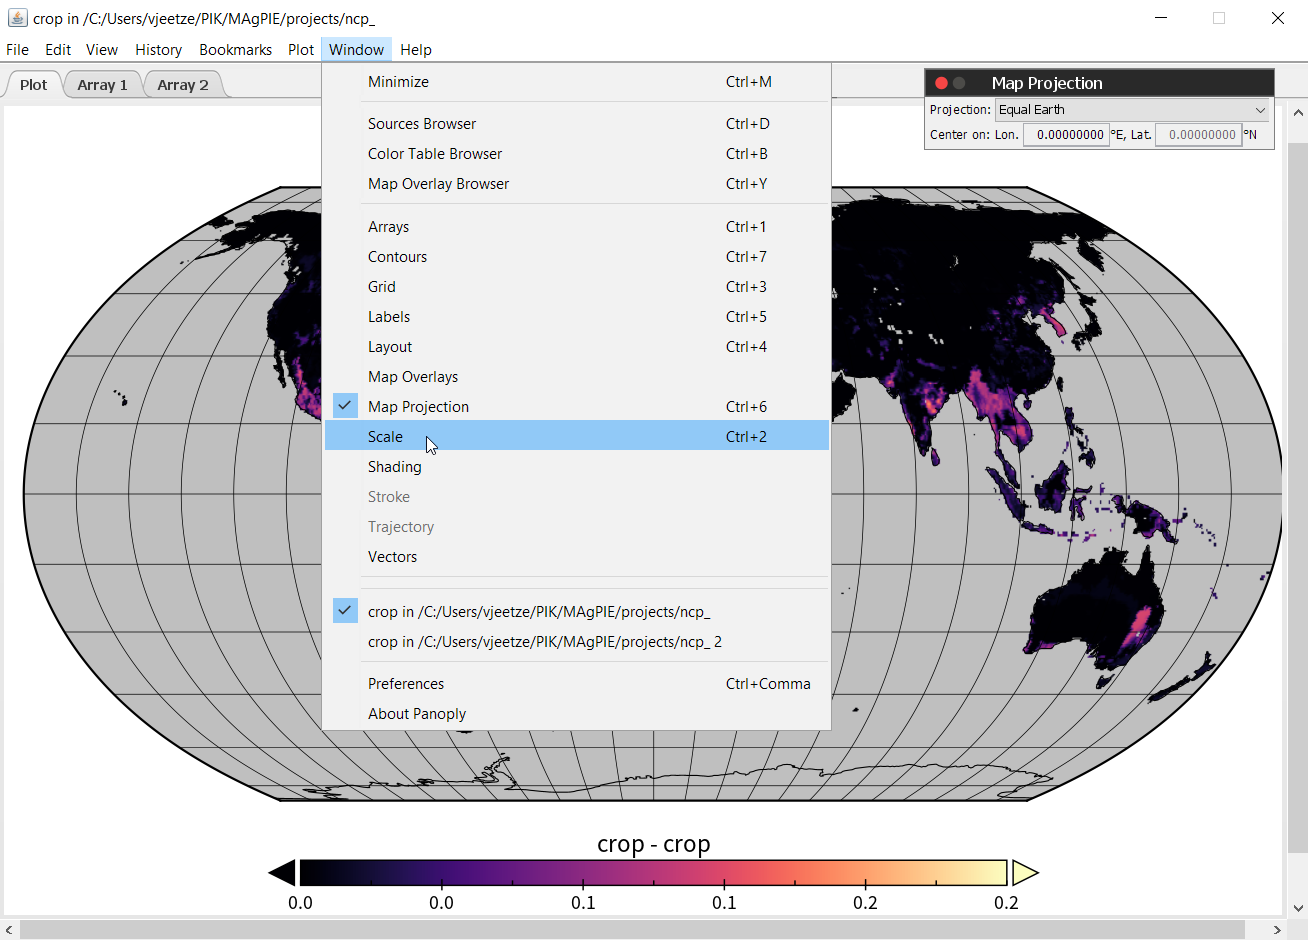 crop in /C:/Users/vjeetze/PIK/MAgPIE/projects/ncp_
File Edit View History Bookmarks Plot Window Help
Plot Array 1 Array 2
Map Projection
Projection: Equal Earth
Center on: Lon. 0.00000000 °E, Lat. 0.00000000 °N
Minimize Ctrl+M
Sources Browser Ctrl+D
Color Table Browser Ctrl+B
Map Overlay Browser Ctrl+Y
Arrays Ctrl+1
Contours Ctrl+7
Grid Ctrl+3
Labels Ctrl+5
Layout Ctrl+4
Map Overlays
Map Projection Ctrl+6
Scale Ctrl+2
Shading
Stroke
Trajectory
Vectors
crop in /C:/Users/vjeetze/PIK/MAgPIE/projects/ncp_
crop in /C:/Users/vjeetze/PIK/MAgPIE/projects/ncp_ 2
Preferences Ctrl+Comma
About Panoply
crop - crop
0.0 0.0 0.1 0.1 0.2 0.2